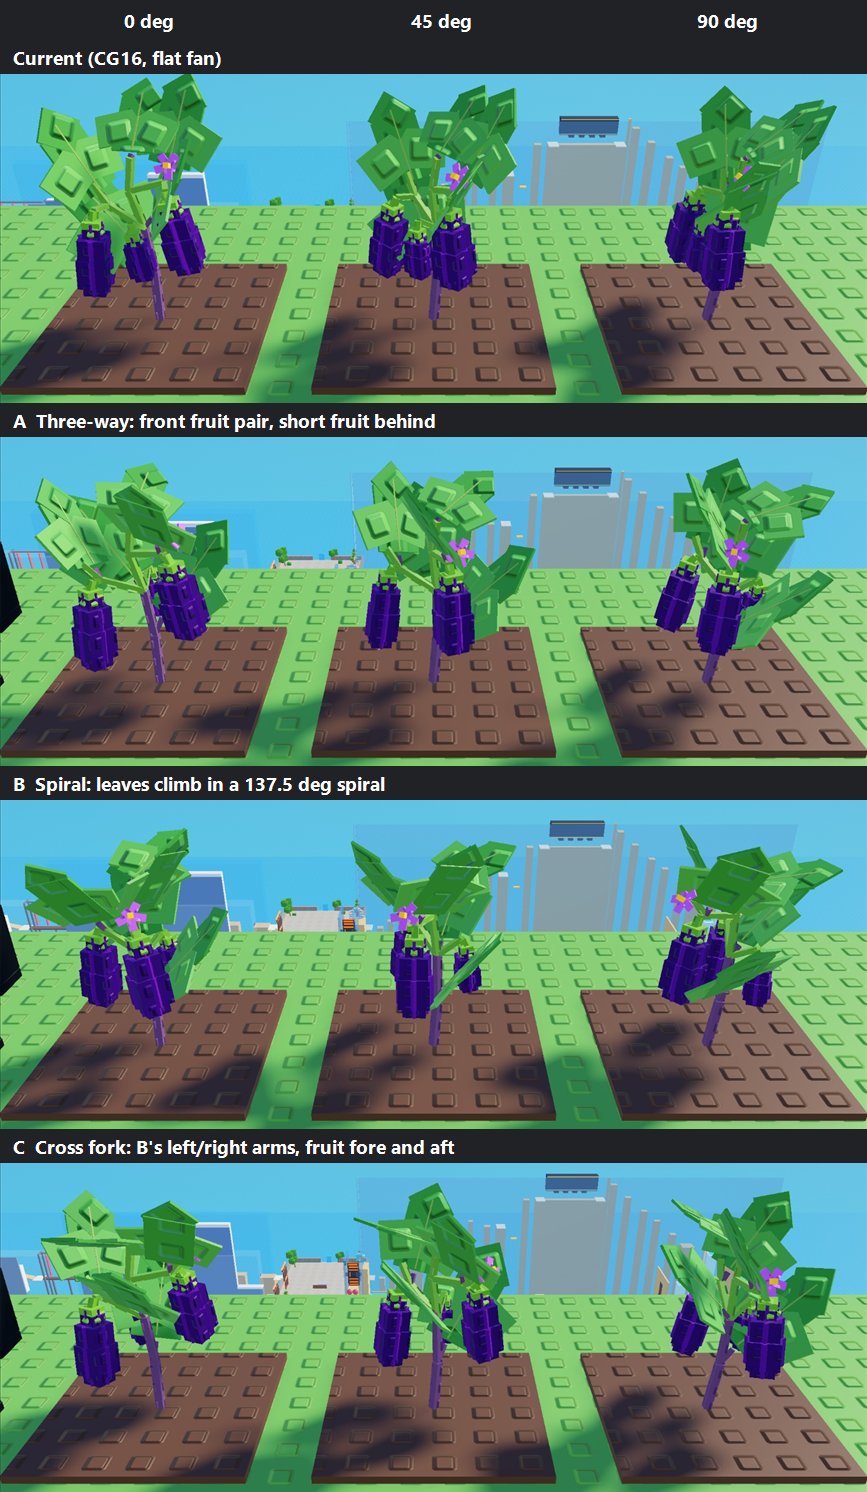 0 deg 45 deg 90 deg
Current (CG16, flat fan)
A Three-way: front fruit pair, short fruit behind
B Spiral: leaves climb in a 137.5 deg spiral
C Cross fork: B's left/right arms, fruit fore and aft